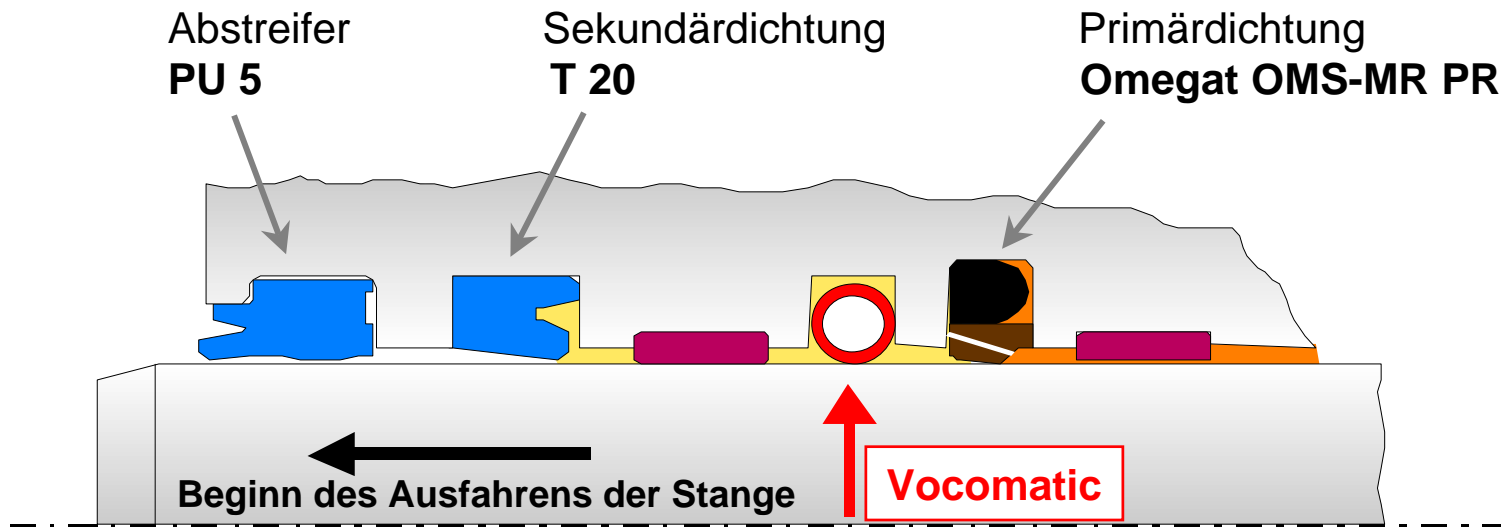 Abstreifer
PU 5
Sekundärdichtung
T 20
Primärdichtung
Omegat OMS-MR PR
Beginn des Ausfahrens der Stange
Vocomatic